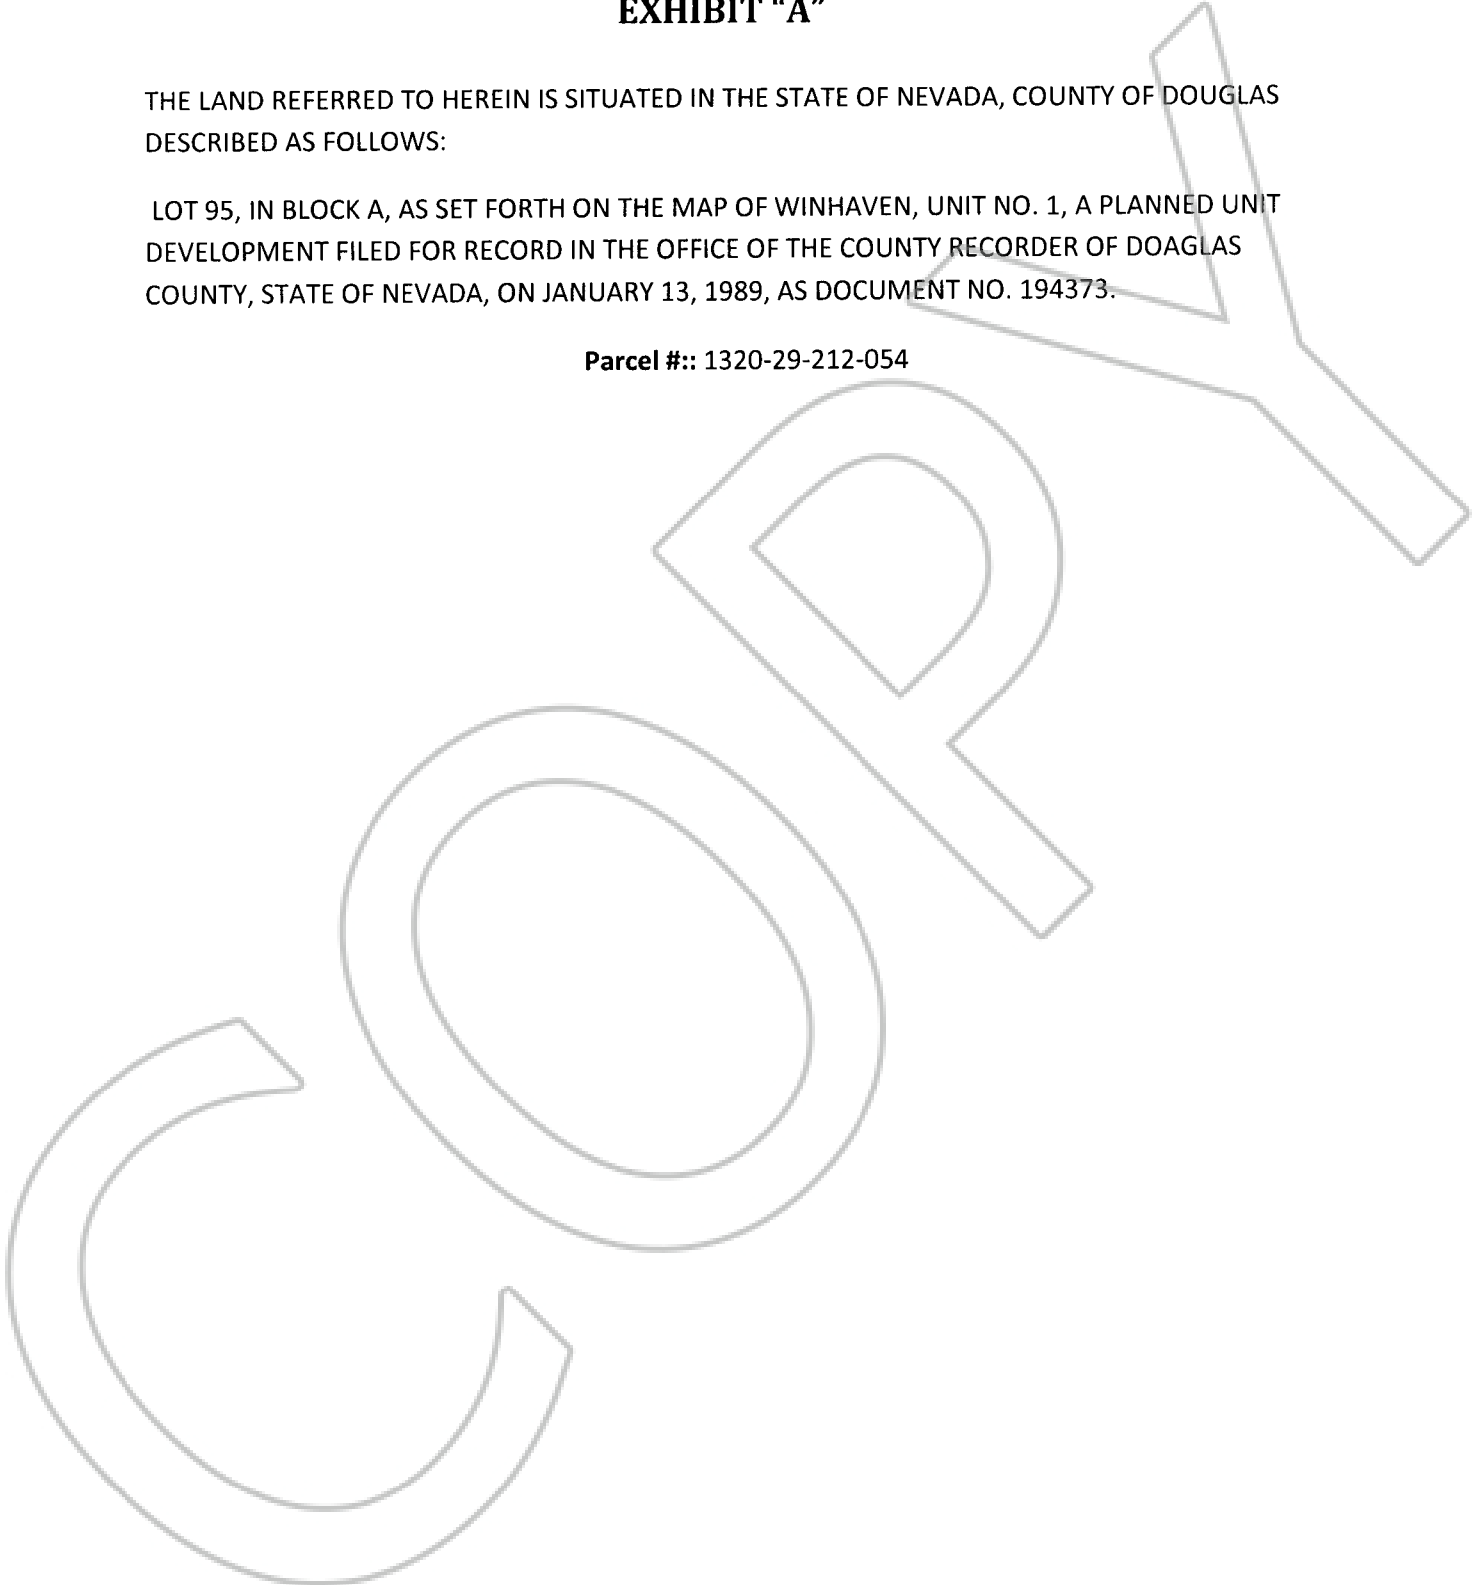 EXHIBIT "A"
THE LAND REFERRED TO HEREIN IS SITUATED IN THE STATE OF NEVADA, COUNTY OF DOUGLAS
DESCRIBED AS FOLLOWS:
LOT 95, IN BLOCK A, AS SET FORTH ON THE MAP OF WINHAVEN, UNIT NO. 1, A PLANNED UNIT
DEVELOPMENT FILED FOR RECORD IN THE OFFICE OF THE COUNTY RECORDER OF DOAGLAS
COUNTY, STATE OF NEVADA, ON JANUARY 13, 1989, AS DOCUMENT NO. 194373.
Parcel #:: 1320-29-212-054
COPY